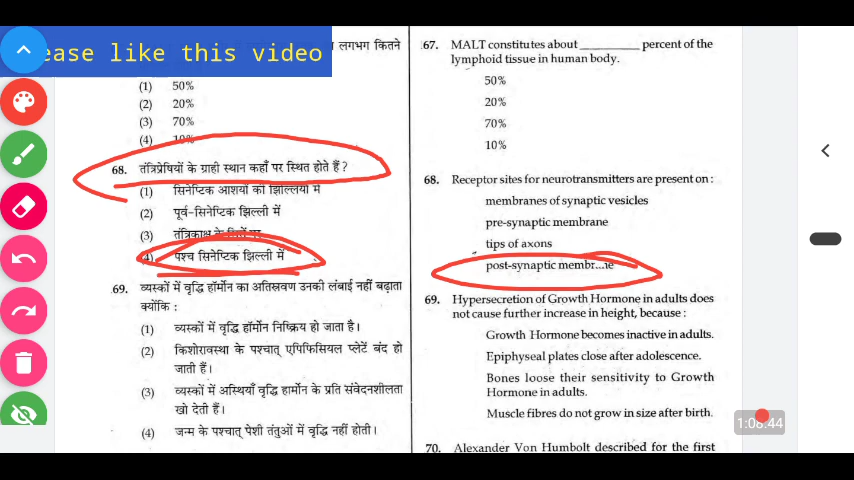 ease like this video
लगभग कितने
(1) 50%
(2) 20%
(3) 70%
(4) 10%
68. तंत्रिप्रेषियों के ग्राही स्थान कहाँ पर स्थित होते हैं ?
(1) सिनेप्टिक आशयों की झिल्लियों में
(2) पूर्व-सिनेप्टिक झिल्ली में
(3) तंत्रिकाक्ष के सिरों पर
(4) पश्च सिनेप्टिक झिल्ली में
69. व्यस्कों में वृद्धि हॉर्मोन का अतिस्रवण उनकी लंबाई नहीं बढ़ाता
क्योंकि :
(1) व्यस्कों में वृद्धि हॉर्मोन निष्क्रिय हो जाता है।
(2) किशोरावस्था के पश्चात् एपिफिसियल प्लेटें बंद हो
जाती हैं।
(3) व्यस्कों में अस्थियाँ वृद्धि हार्मोन के प्रति संवेदनशीलता
खो देती हैं।
(4) जन्म के पश्चात् पेशी तंतुओं में वृद्धि नहीं होती।
67. MALT constitutes about __________ percent of the
lymphoid tissue in human body.
50%
20%
70%
10%
68. Receptor sites for neurotransmitters are present on :
membranes of synaptic vesicles
pre-synaptic membrane
tips of axons
post-synaptic
69. Hypersecretion of Growth Hormone in adults does
not cause further increase in height, because :
Growth Hormone becomes inactive in adults.
Epiphyseal plates close after adolescence.
Bones loose their sensitivity to Growth
Hormone in adults.
Muscle fibres do not grow in size after birth.
1:08:44
70. Alexander Von Humbolt described for the first